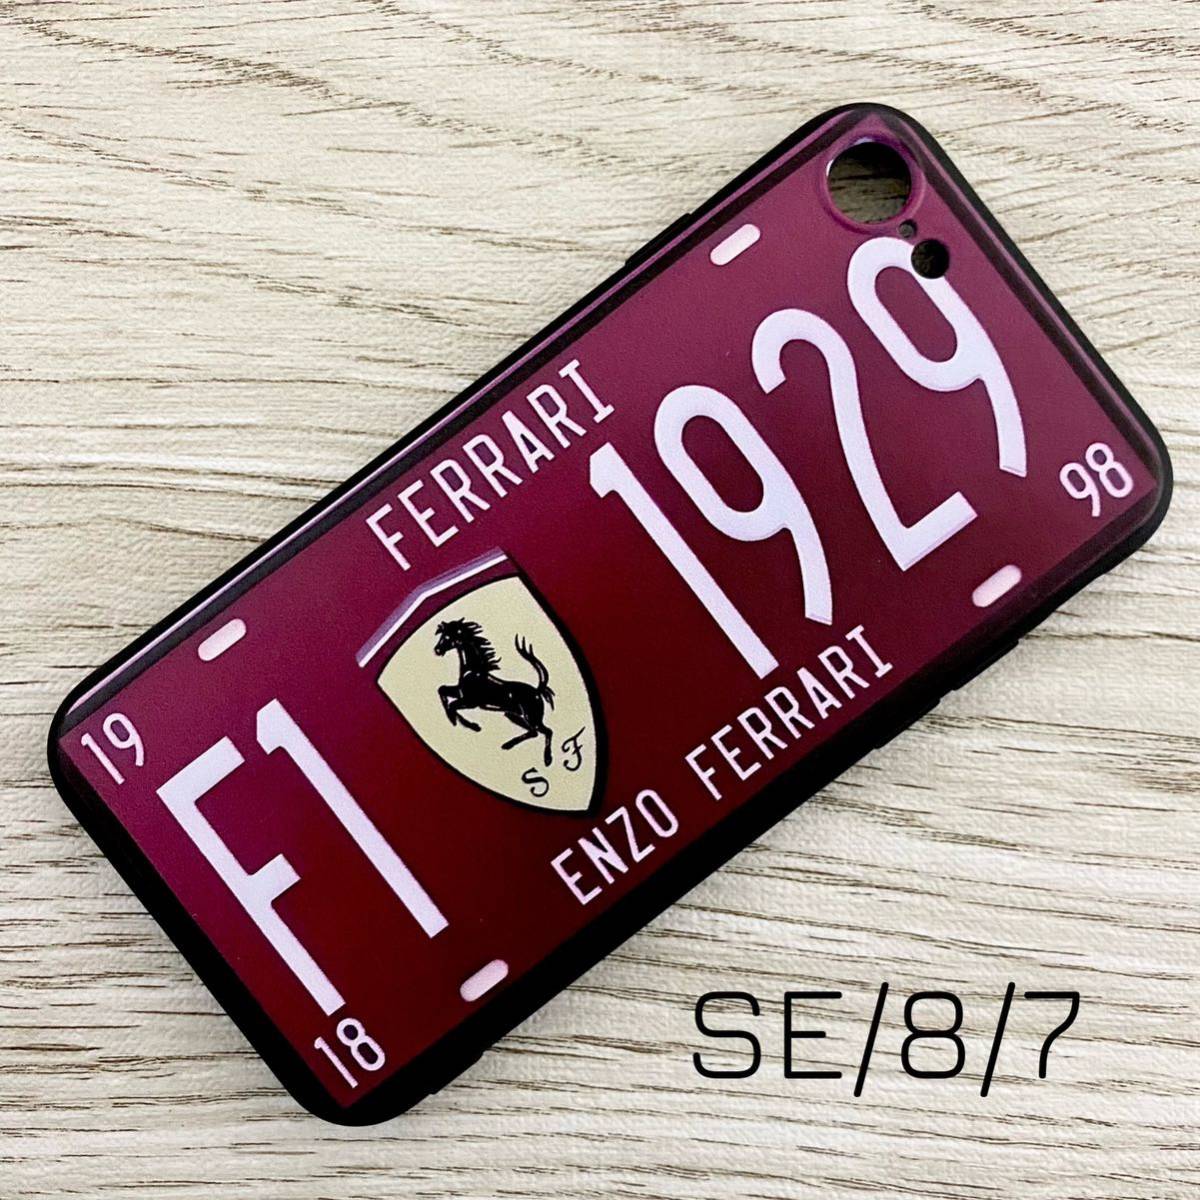 FERRARI
19
F1 1929
98
S F
ENZO FERRARI
18
SE/8/7